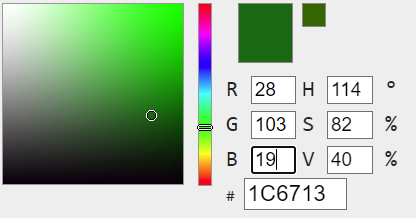 R 28 H 114 °
G 103 S 82 %
B 19 V 40 %
# 1C6713